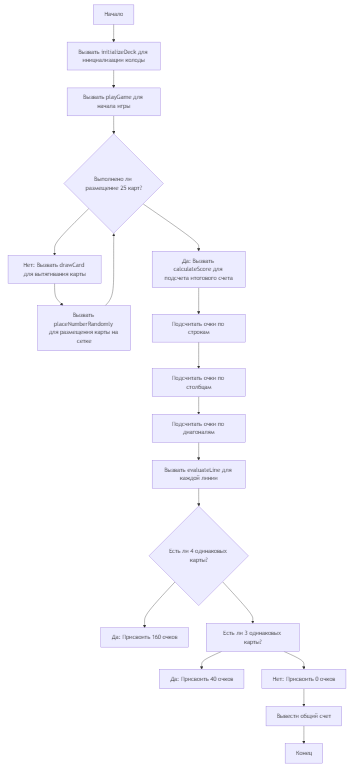 Начало
Вызвать initializeDeck для
инициализации колоды
Вызвать playGame для
начала игры
Выполнено ли
размещение 25 карт?
Нет: Вызвать drawCard
для вытягивания карты
Да: Вызвать
calculateScore для
подсчета итогового счета
Вызвать
placeNumberRandomly
для размещения карты на
сетке
Подсчитать очки по
строкам
Подсчитать очки по
столбцам
Подсчитать очки по
диагоналям
Вызвать evaluateLine для
каждой линии
Есть ли 4 одинаковых
карты?
Да: Присвоить 160 очков
Есть ли 3 одинаковых
карты?
Да: Присвоить 40 очков
Нет: Присвоить 0 очков
Вывести общий счет
Конец